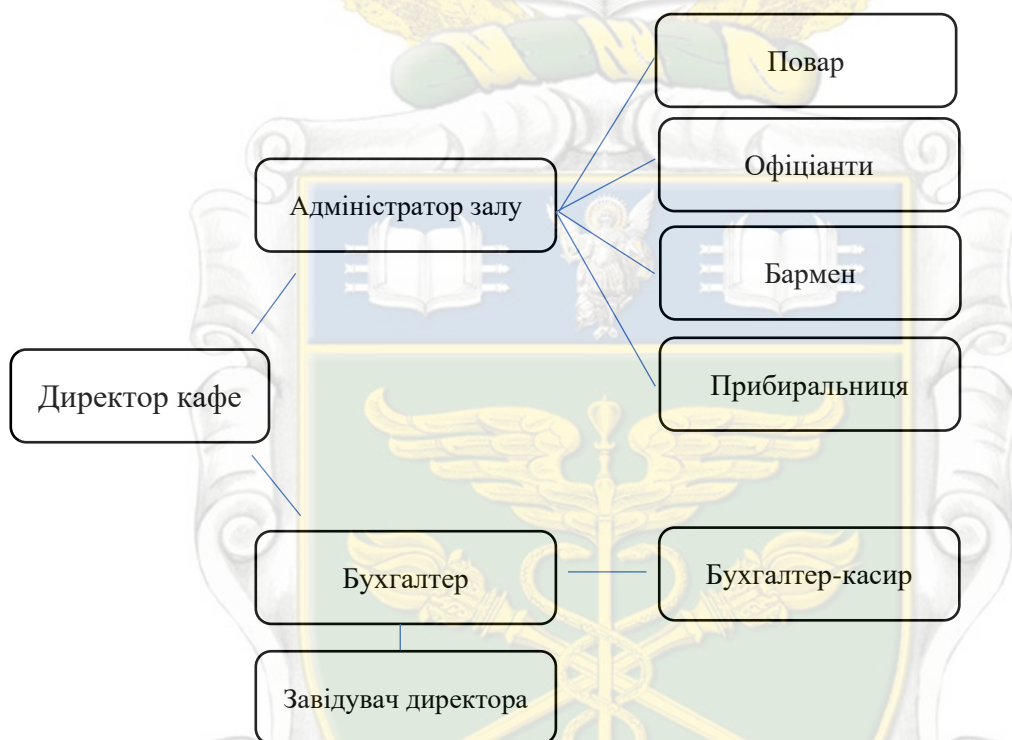 Повар
Офіціанти
Адміністратор залу
Бармен
Прибиральниця
Директор кафе
Бухгалтер
Бухгалтер-касир
Завідувач директора